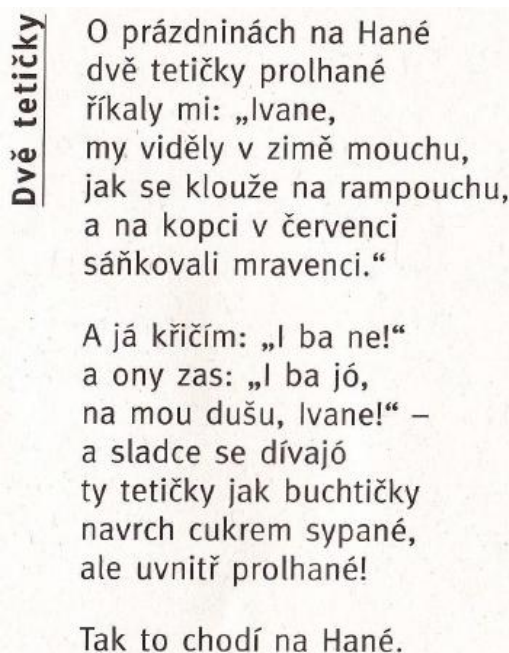 Dvě tetičky
O prázdninách na Hané
dvě tetičky prolhané
říkaly mi: „Ivane,
my viděly v zimě mouchu,
jak se klouže na rampouchu,
a na kopci v červenci
sáňkovali mravenci.“
A já křičím: „I ba ne!“
a ony zas: „I ba jó,
na mou dušu, Ivane!“ –
a sladce se dívajó
ty tetičky jak buchtičky
navrch cukrem sypané,
ale uvnitř prolhané!
Tak to chodí na Hané.